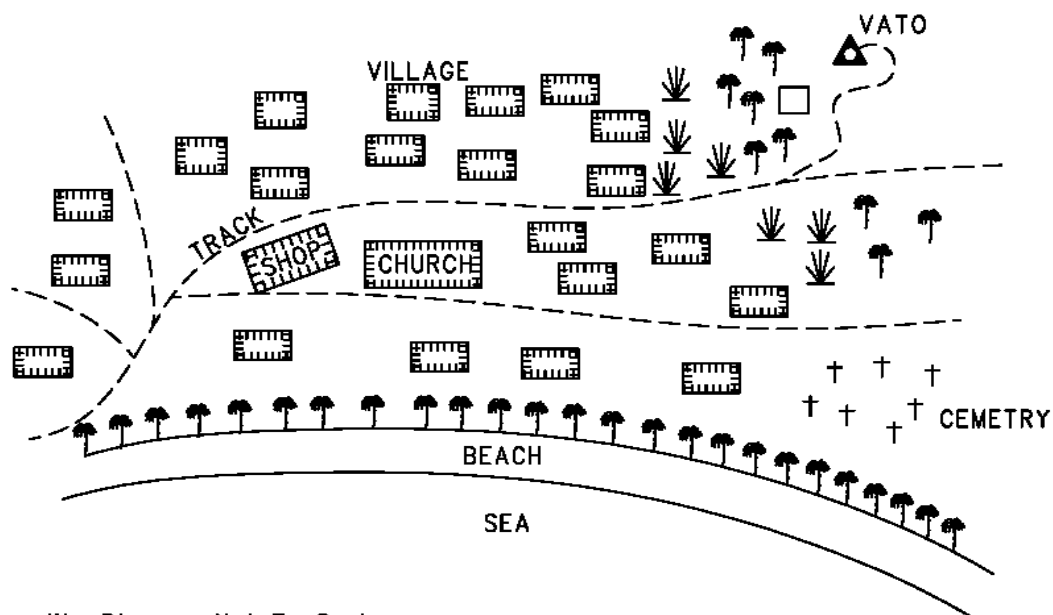 VATO
VILLAGE
TRACK
SHOP
CHURCH
CEMETRY
BEACH
SEA